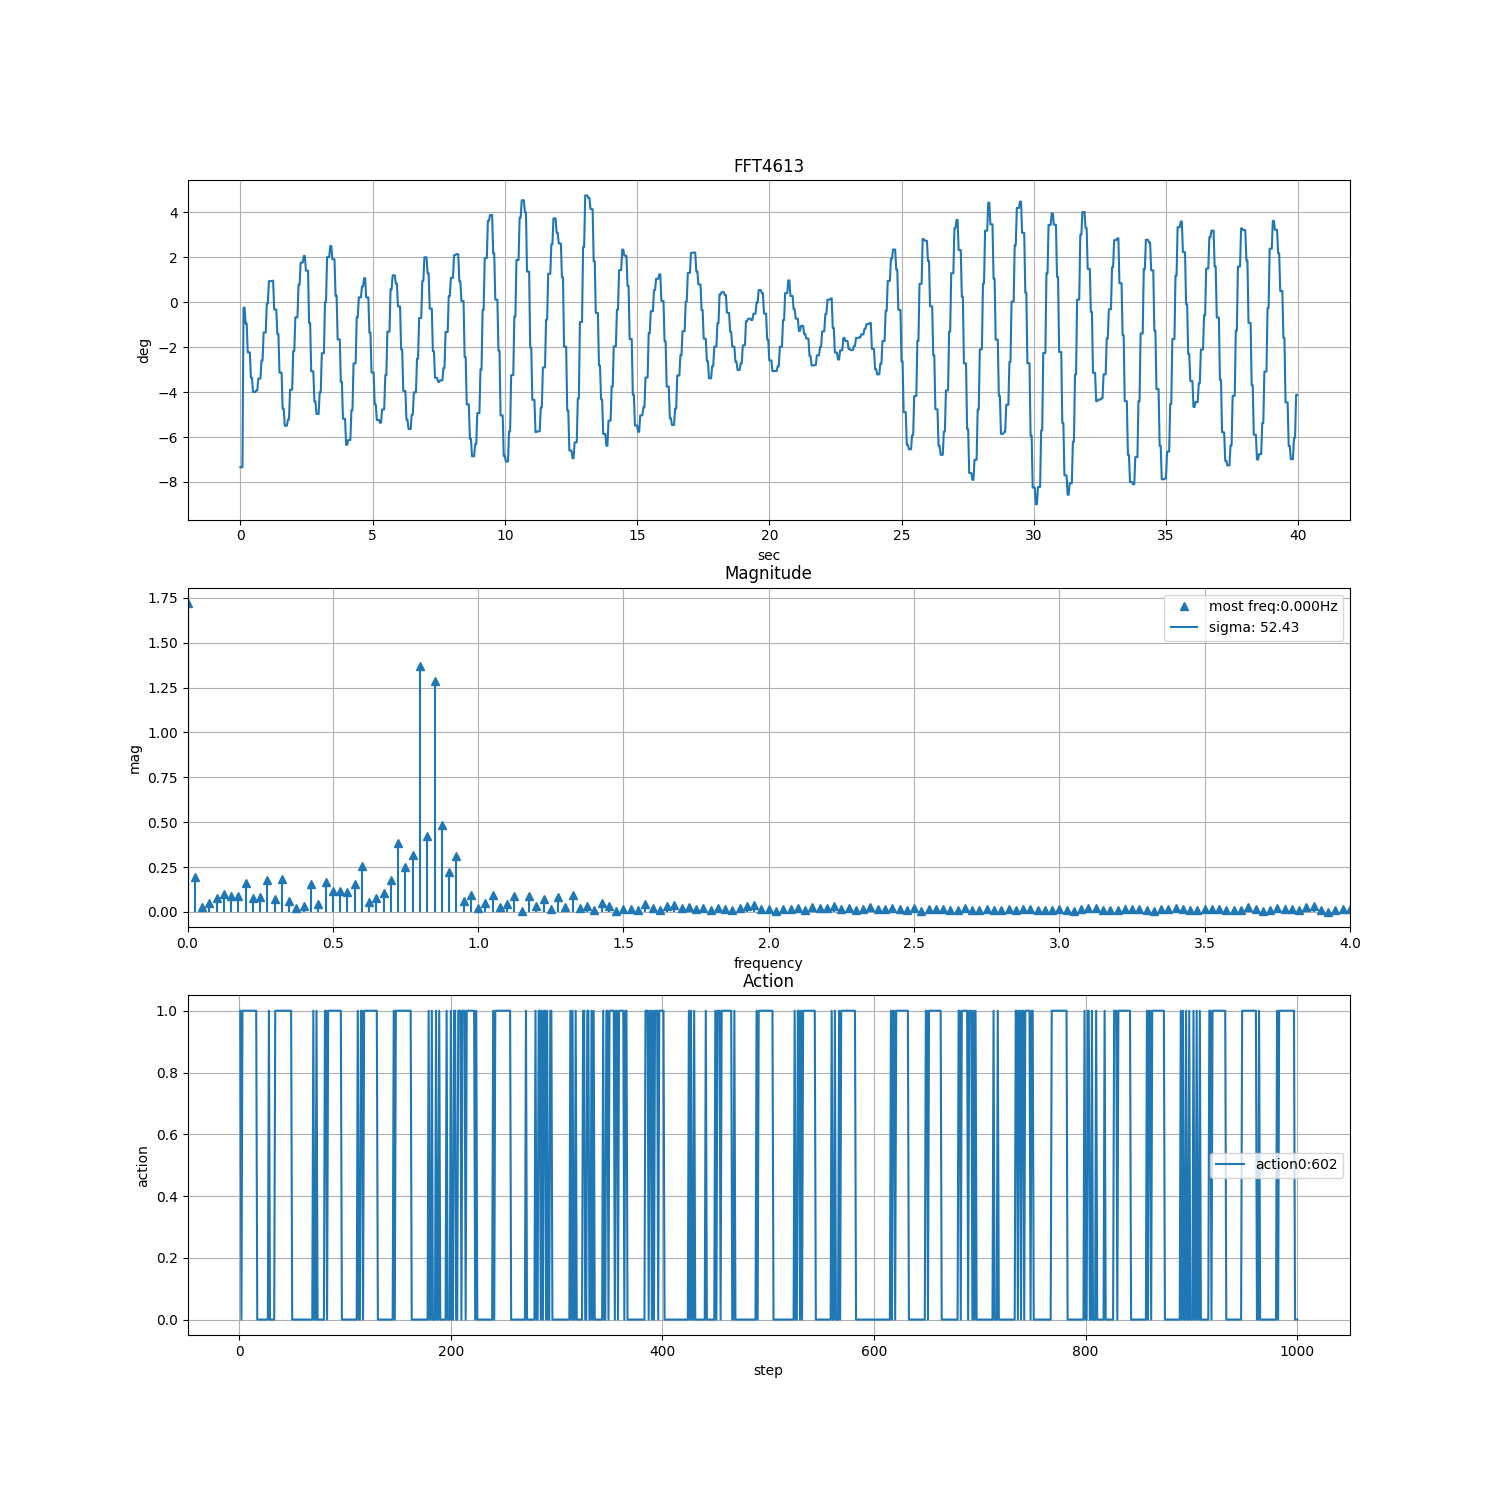 FFT4613
4
2
0
−2
−4
−6
−8
deg
0 5 10 15 20 25 30 35 40
sec
Magnitude
1.75
1.50
1.25
1.00
0.75
0.50
0.25
0.00
mag
most freq:0.000Hz
sigma: 52.43
0.0 0.5 1.0 1.5 2.0 2.5 3.0 3.5 4.0
frequency
Action
1.0
0.8
0.6
0.4
0.2
0.0
action
action0:602
0 200 400 600 800 1000
step